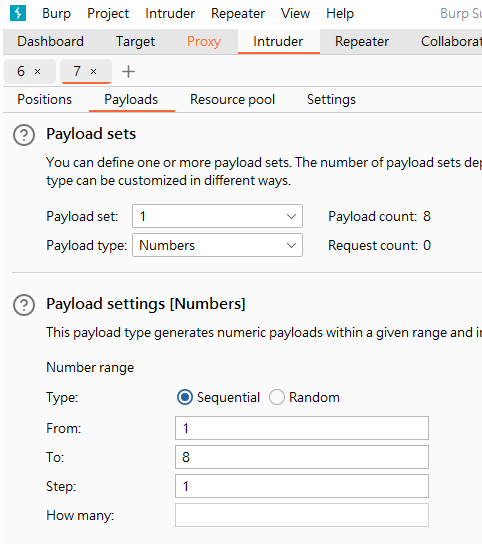 Burp Project Intruder Repeater View Help Burp Su
Dashboard Target Proxy Intruder Repeater Collaborat
6 × 7 × +
Positions Payloads Resource pool Settings
? Payload sets
You can define one or more payload sets. The number of payload sets dep
type can be customized in different ways.
Payload set: 1 Payload count: 8
Payload type: Numbers Request count: 0
? Payload settings [Numbers]
This payload type generates numeric payloads within a given range and in
Number range
Type: Sequential Random
From: 1
To: 8
Step: 1
How many: